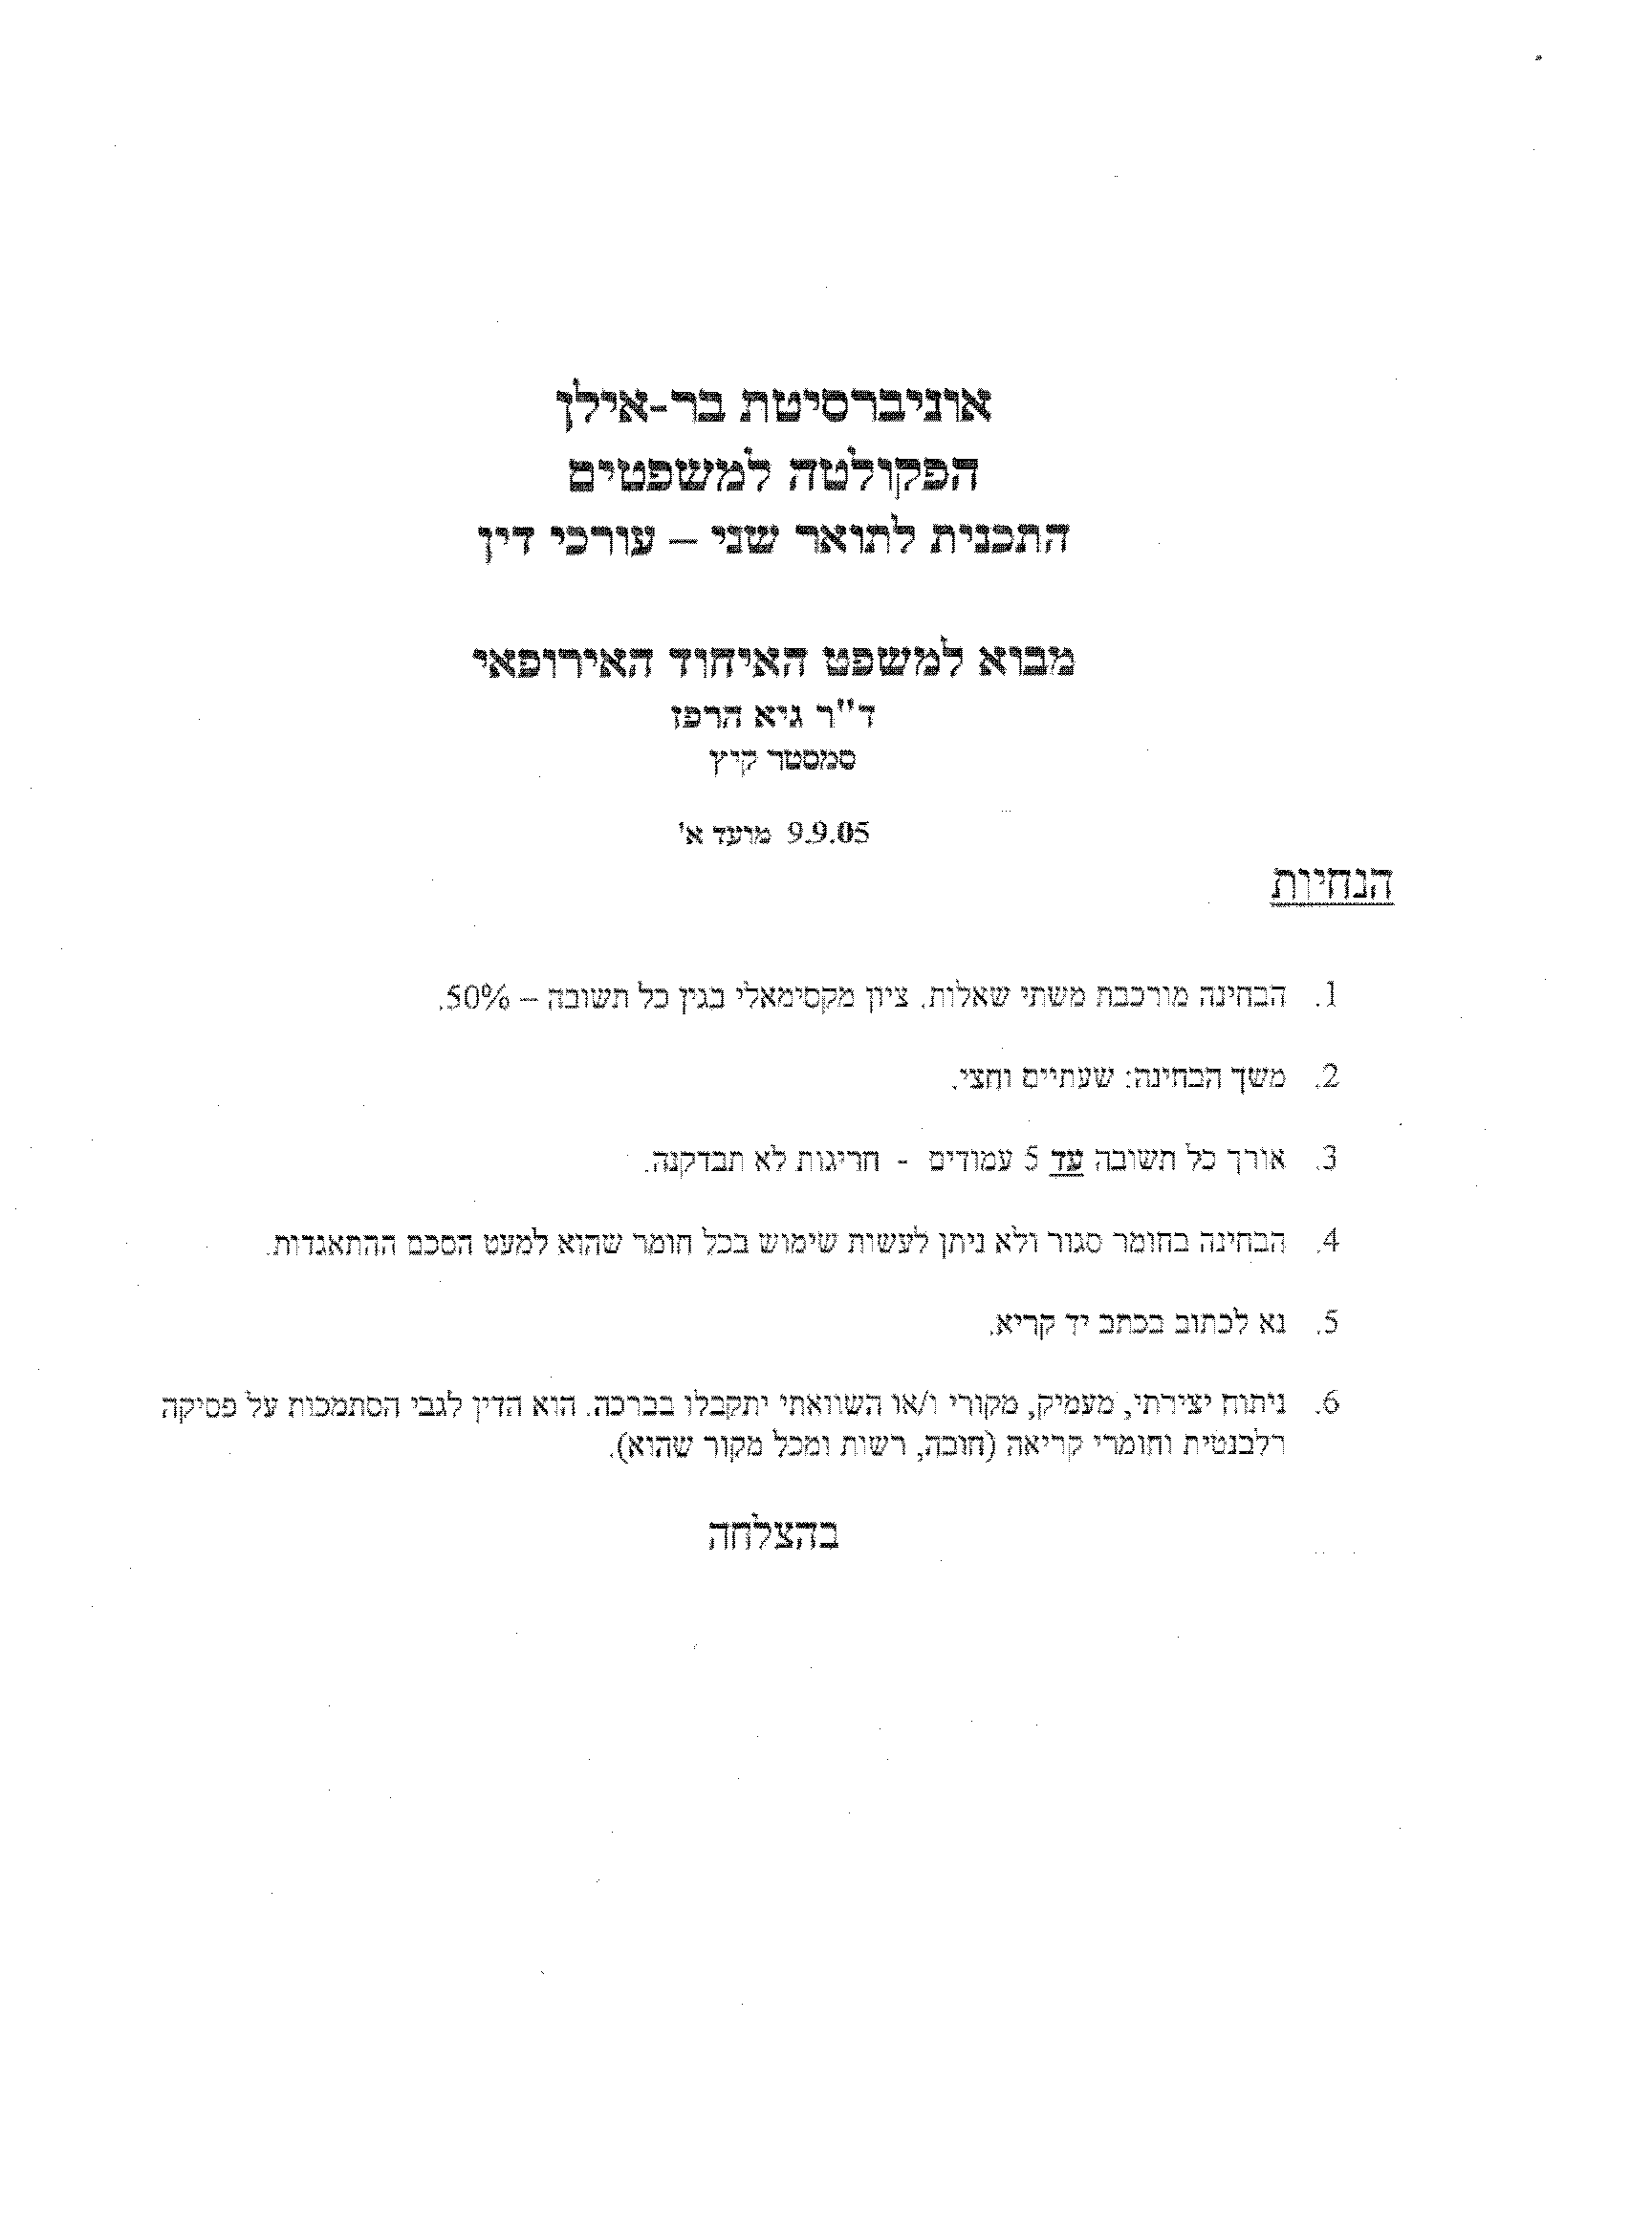 אוניברסיטת בר-אילן
הפקולטה למשפטים
התכנית לתואר שני – עורכי דין
מבוא למשפט האיחוד האירופאי
ד"ר גיא הרפז
סמסטר קיץ
9.9.05 מועד א'
הנחיות
1. הבחינה מורכבת משתי שאלות. ציון מקסימאלי בגין כל תשובה – 50%.
2. משך הבחינה: שעתיים וחצי.
3. אורך כל תשובה עד 5 עמודים - חריגות לא תבדקנה.
4. הבחינה בחומר סגור ולא ניתן לעשות שימוש בכל חומר שהוא למעט הסכם ההתאגדות.
5. נא לכתוב בכתב יד קריא.
6. ניתוח יצירתי, מעמיק, מקורי ו/או השוואתי יתקבלו בברכה. הוא הדין לגבי הסתמכות על פסיקה
רלבנטית וחומרי קריאה (חובה, רשות ומכל מקור שהוא).
בהצלחה